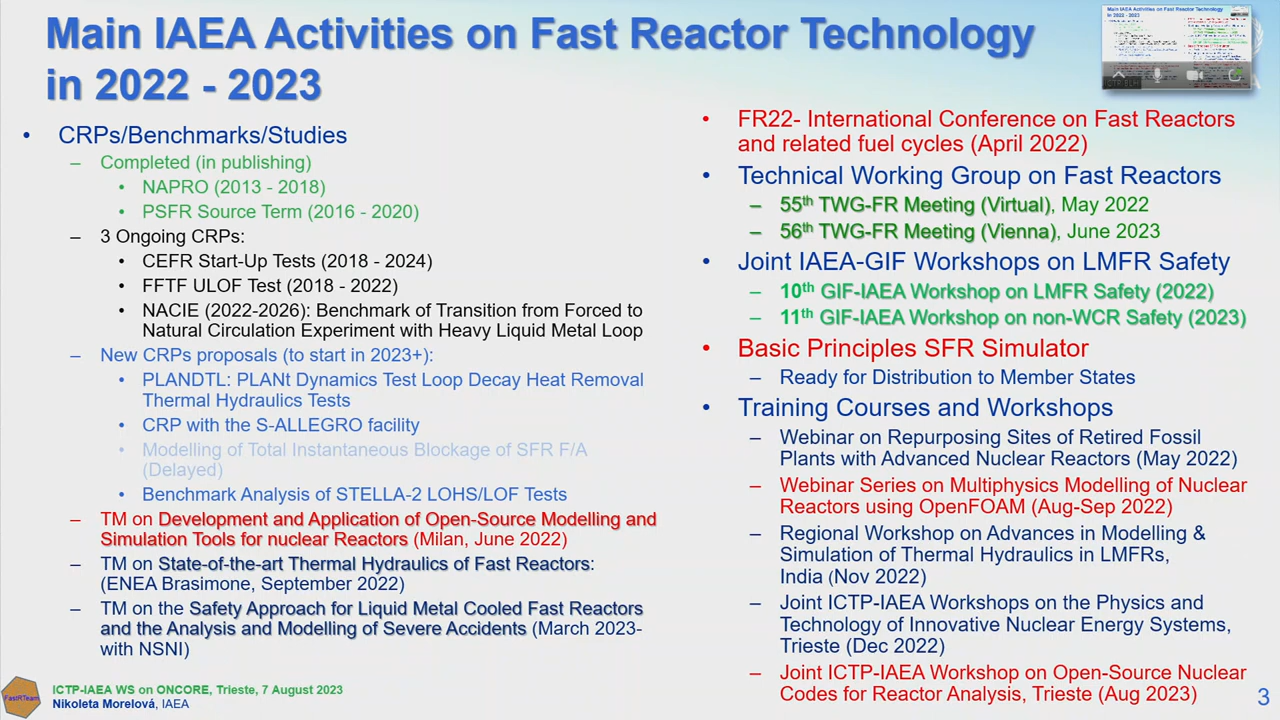 Main IAEA Activities on Fast Reactor Technology
in 2022 - 2023
• CRPs/Benchmarks/Studies
– Completed (in publishing)
• NAPRO (2013 - 2018)
• PSFR Source Term (2016 - 2020)
– 3 Ongoing CRPs:
• CEFR Start-Up Tests (2018 - 2024)
• FFTF ULOF Test (2018 - 2022)
• NACIE (2022-2026): Benchmark of Transition from Forced to
Natural Circulation Experiment with Heavy Liquid Metal Loop
– New CRPs proposals (to start in 2023+):
• PLANDTL: PLANt Dynamics Test Loop Decay Heat Removal
Thermal Hydraulics Tests
• CRP with the S-ALLEGRO facility
• Modelling of Total Instantaneous Blockage of SFR F/A
(Delayed)
• Benchmark Analysis of STELLA-2 LOHS/LOF Tests
– TM on Development and Application of Open-Source Modelling and
Simulation Tools for nuclear Reactors (Milan, June 2022)
– TM on State-of-the-art Thermal Hydraulics of Fast Reactors:
(ENEA Brasimone, September 2022)
– TM on the Safety Approach for Liquid Metal Cooled Fast Reactors
and the Analysis and Modelling of Severe Accidents (March 2023-
with NSNI)
• FR22- International Conference on Fast Reactors
and related fuel cycles (April 2022)
• Technical Working Group on Fast Reactors
– 55th TWG-FR Meeting (Virtual), May 2022
– 56th TWG-FR Meeting (Vienna), June 2023
• Joint IAEA-GIF Workshops on LMFR Safety
– 10th GIF-IAEA Workshop on LMFR Safety (2022)
– 11th GIF-IAEA Workshop on non-WCR Safety (2023)
• Basic Principles SFR Simulator
– Ready for Distribution to Member States
• Training Courses and Workshops
– Webinar on Repurposing Sites of Retired Fossil
Plants with Advanced Nuclear Reactors (May 2022)
– Webinar Series on Multiphysics Modelling of Nuclear
Reactors using OpenFOAM (Aug-Sep 2022)
– Regional Workshop on Advances in Modelling &
Simulation of Thermal Hydraulics in LMFRs,
India (Nov 2022)
– Joint ICTP-IAEA Workshops on the Physics and
Technology of Innovative Nuclear Energy Systems,
Trieste (Dec 2022)
– Joint ICTP-IAEA Workshop on Open-Source Nuclear
Codes for Reactor Analysis, Trieste (Aug 2023)
FastRTeam
ICTP-IAEA WS on ONCORE, Trieste, 7 August 2023
Nikoleta Morelová, IAEA
3
Main IAEA Activities on Fast Reactor Technology
in 2022 - 2023